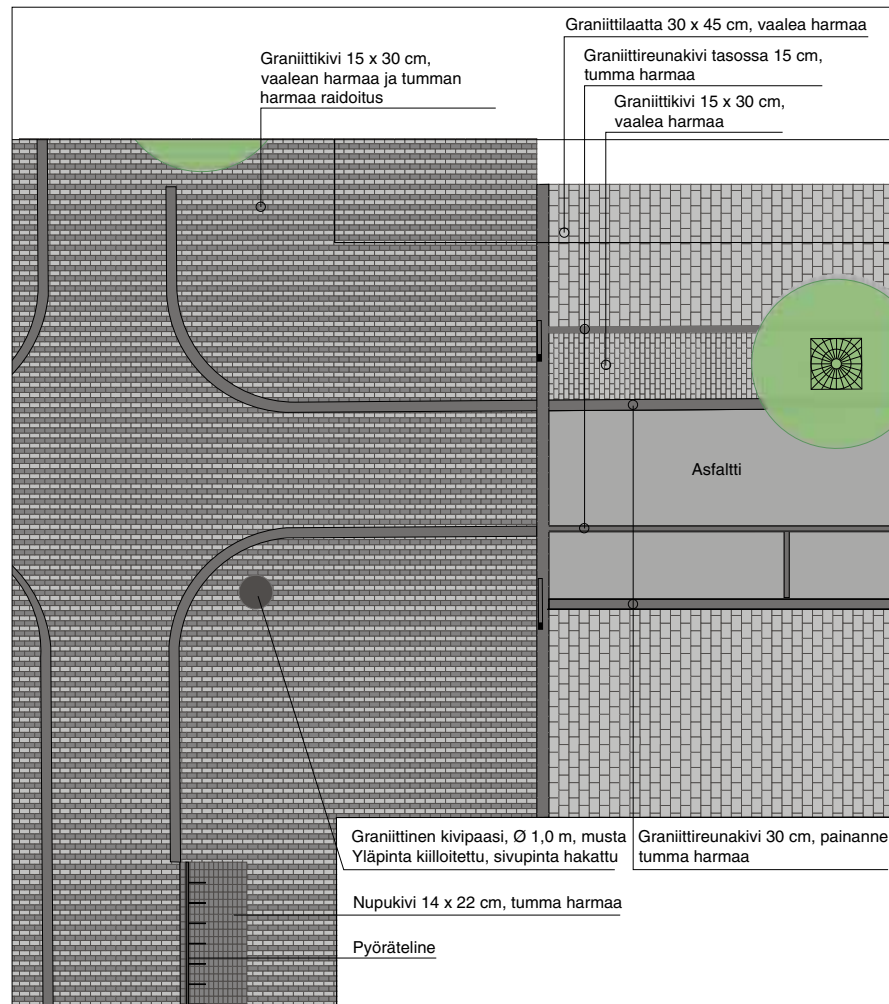 Graniittilaatta 30 x 45 cm, vaalea harmaa
Graniittikivi 15 x 30 cm,
vaalean harmaa ja tumman
harmaa raidoitus
Graniittireunakivi tasossa 15 cm,
tumma harmaa
Graniittikivi 15 x 30 cm,
vaalea harmaa
Asfaltti
Graniittinen kivipaasi, Ø 1,0 m, musta
Yläpinta kiilloitettu, sivupinta hakattu
Graniittireunakivi 30 cm, painanne
tumma harmaa
Nupukivi 14 x 22 cm, tumma harmaa
Pyöräteline